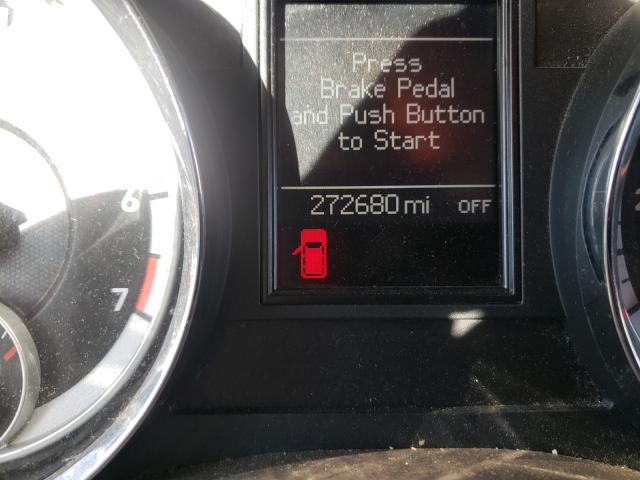 Press
Brake Pedal
and Push Button
to Start
272680 mi OFF
6
7